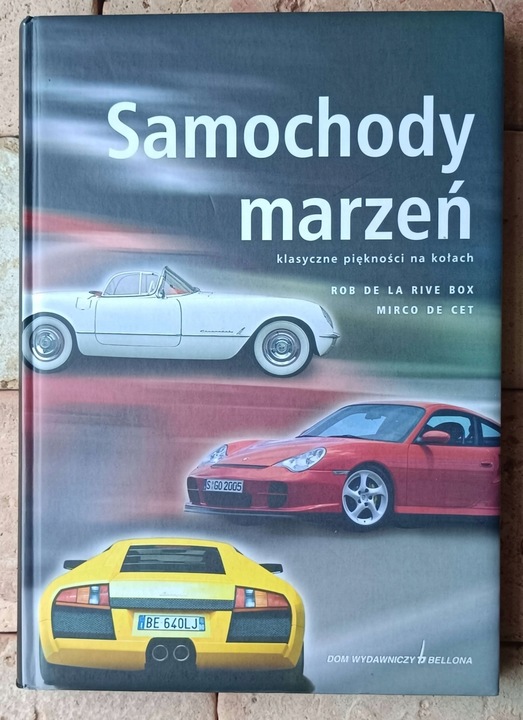 Samochody
marzeń
klasyczne piękności na kołach
ROB DE LA RIVE BOX
MIRCO DE CET
S GO 2005
BE 640LJ
DOM WYDAWNICZY BELLONA